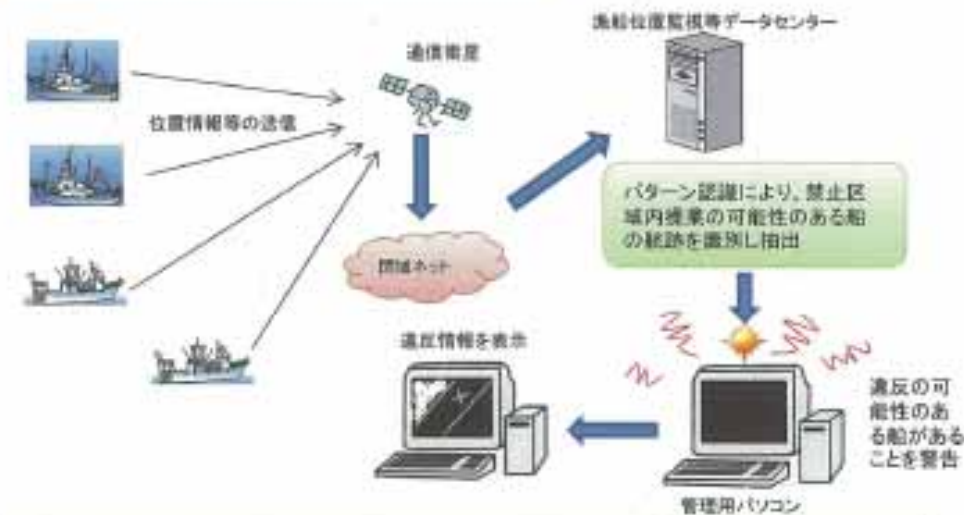 漁船位置監視等データセンター
通信衛星
位置情報等の送信
パターン認識により、禁止区
域内操業の可能性のある船
の航跡を識別し抽出
閉域ネット
違反情報を表示
違反の可
能性のあ
る船がある
ことを警告
管理用パソコン